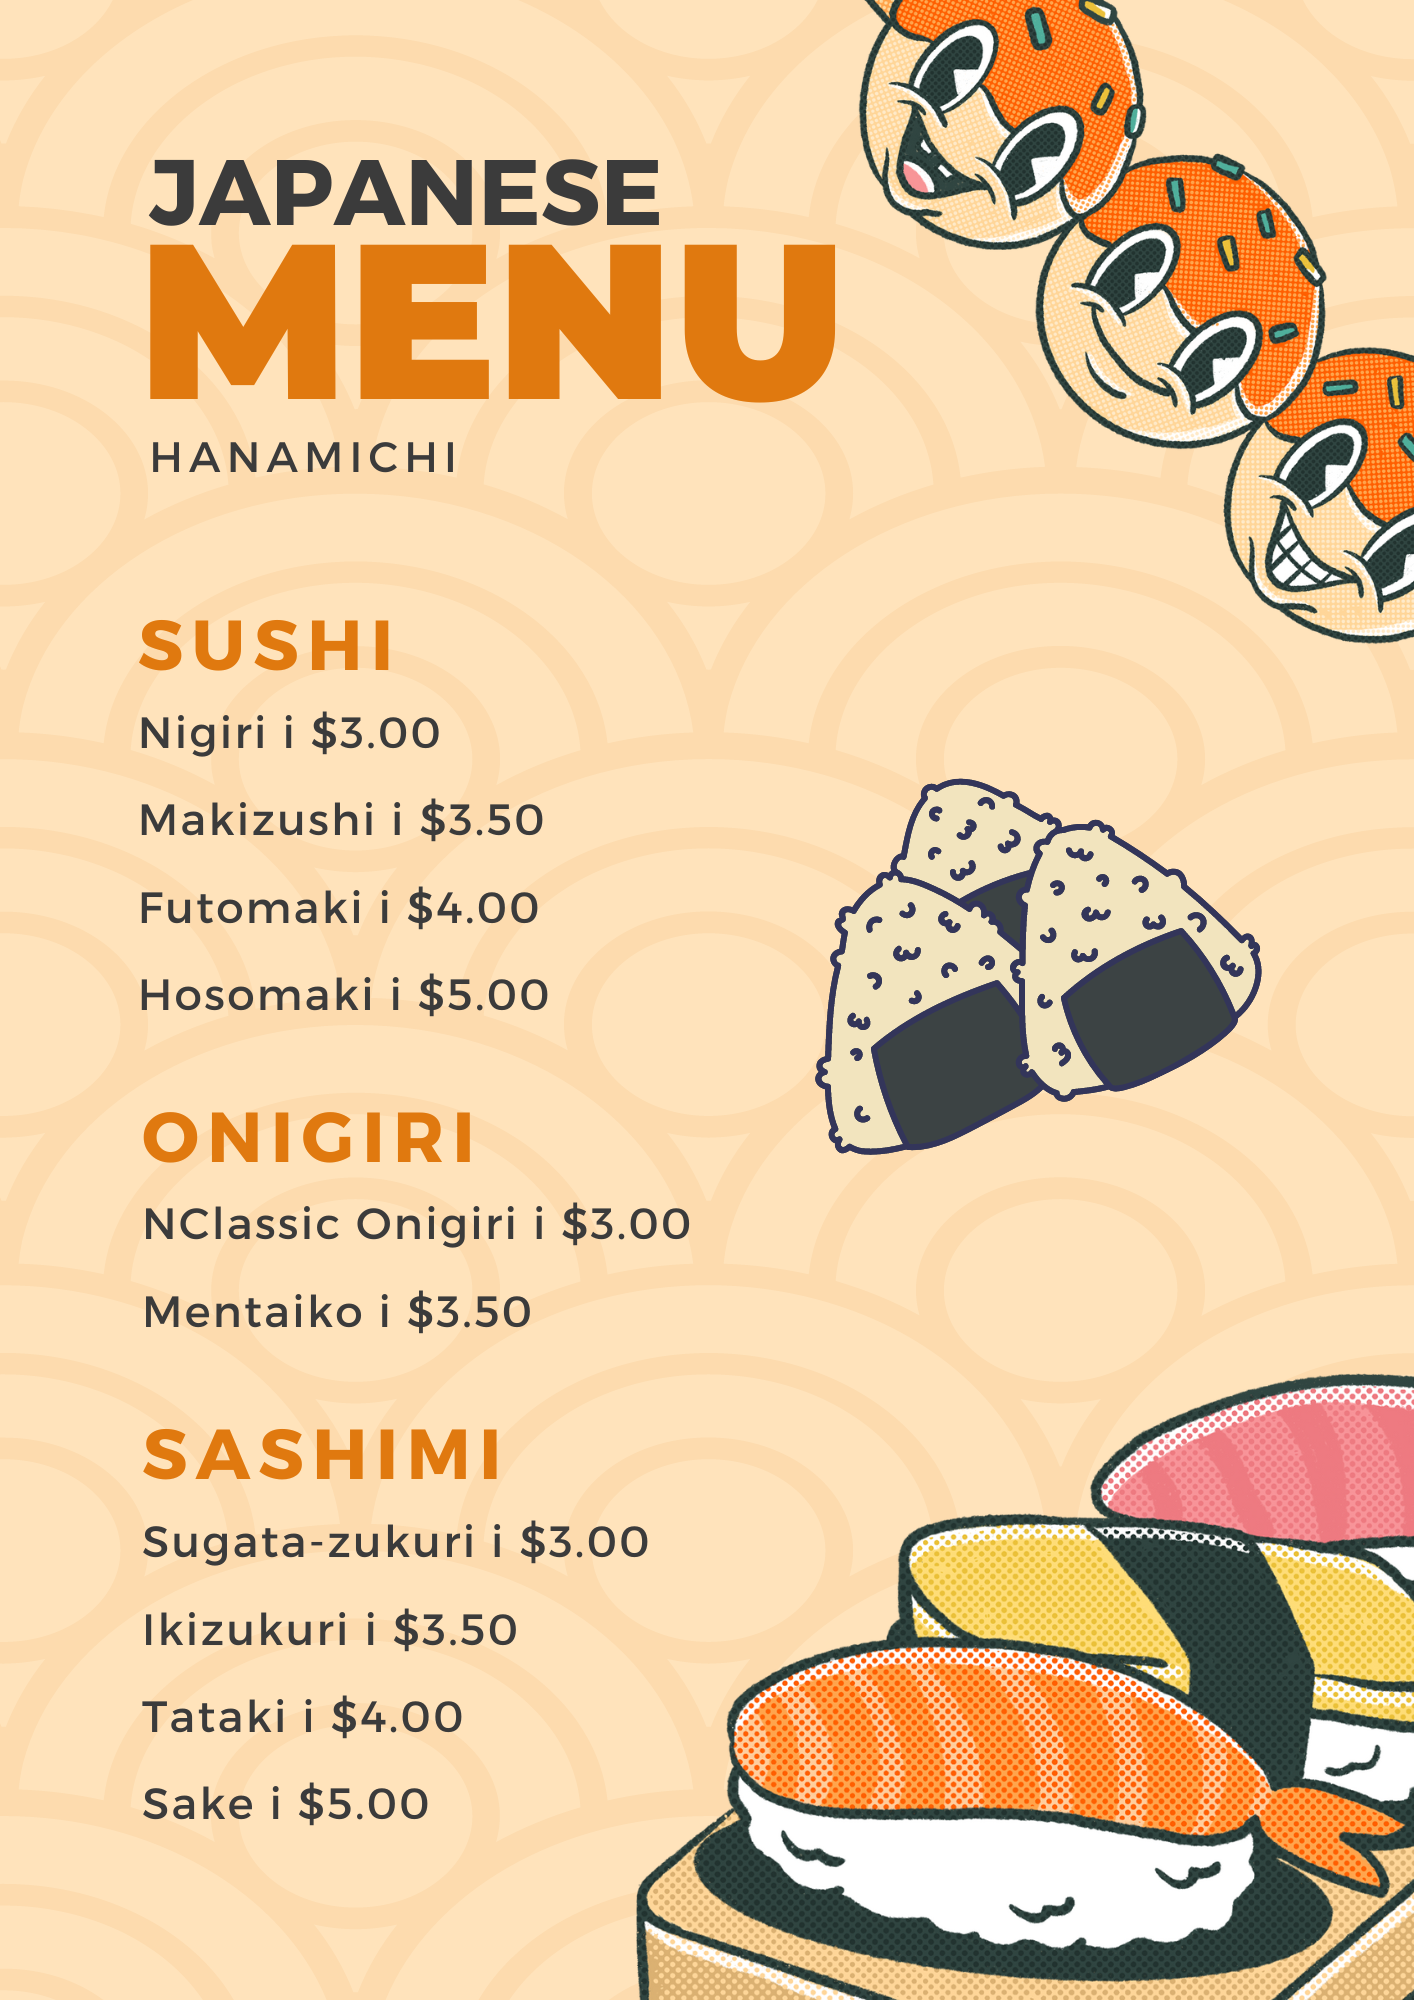 JAPANESE
MENU
HANAMICHI
SUSHI
Nigiri i $3.00
Makizushi i $3.50
Futomaki i $4.00
Hosomaki i $5.00
ONIGIRI
NClassic Onigiri i $3.00
Mentaiko i $3.50
SASHIMI
Sugata-zukuri i $3.00
Ikizukuri i $3.50
Tataki i $4.00
Sake i $5.00